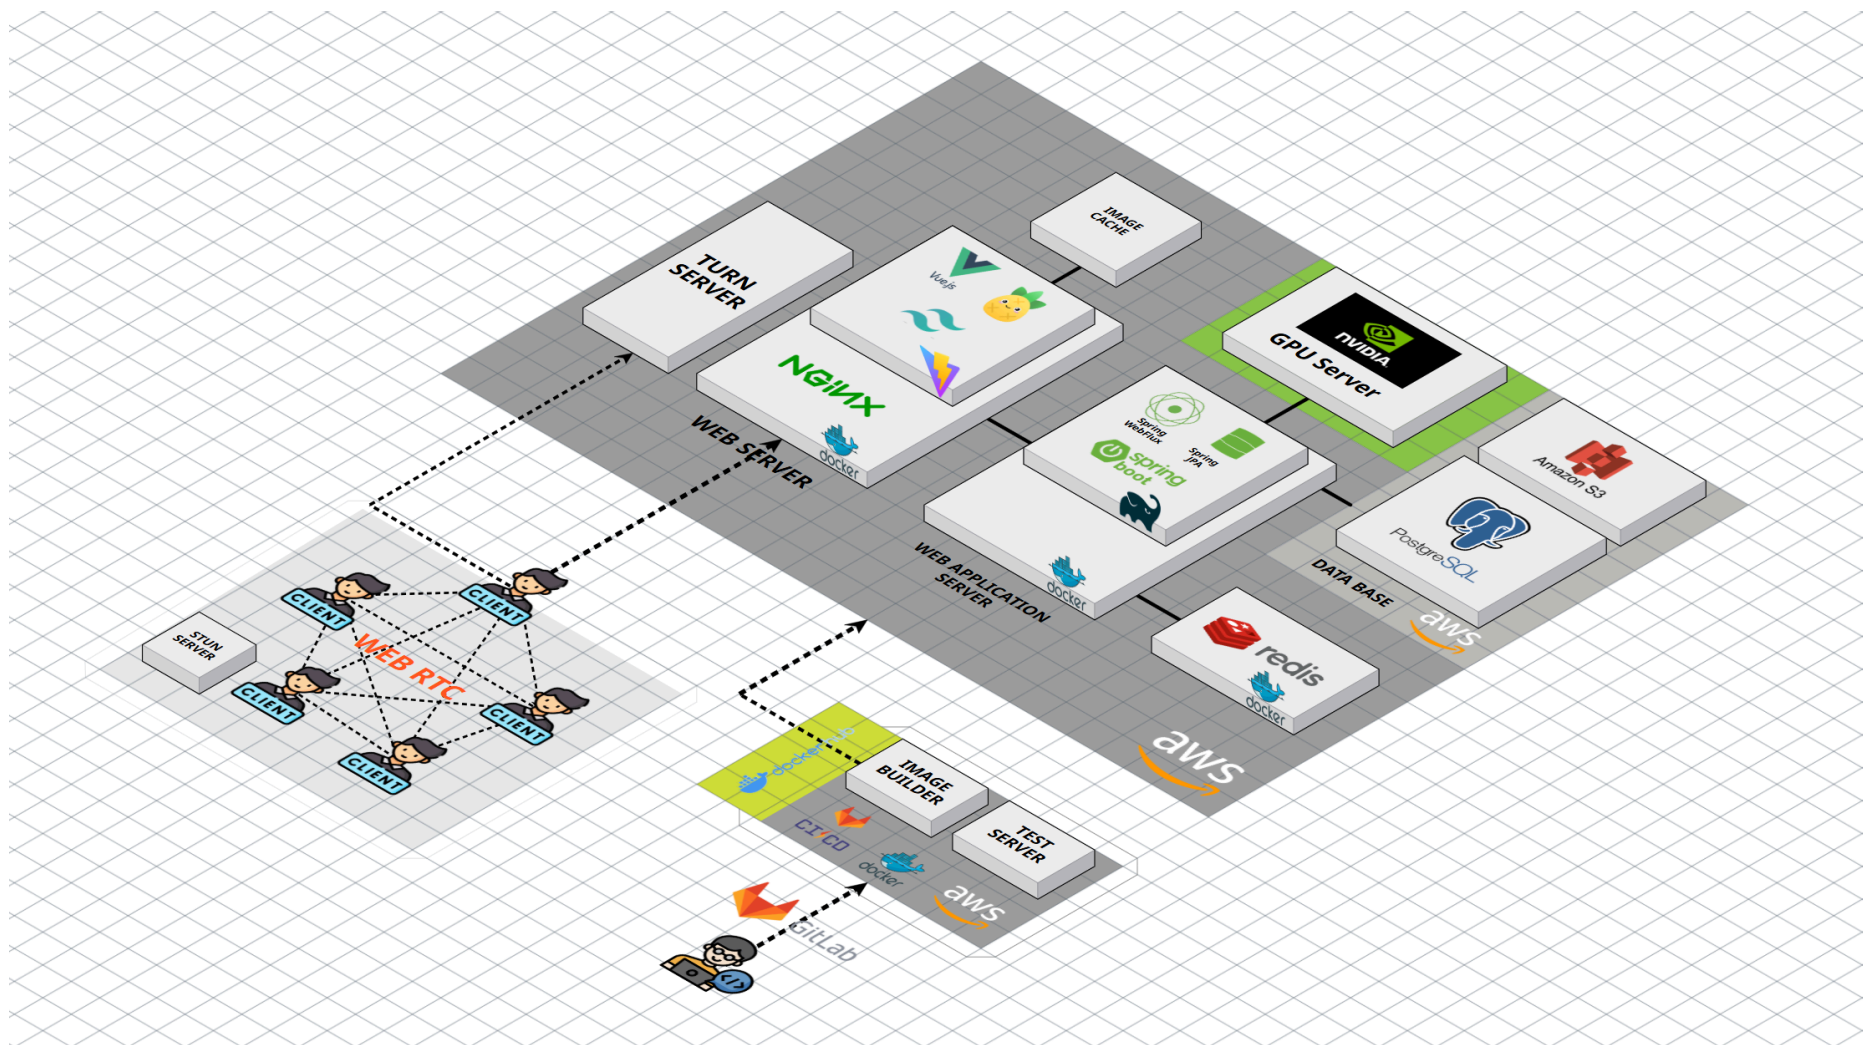 IMAGE
CACHE
TURN
SERVER
Vue.js
NGiNX
docker
WEB SERVER
NVIDIA.
GPU Server
Spring
WebFlux
Spring
JPA
spring
boot
docker
WEB APPLICATION
SERVER
Amazon S3
PostgreSQL
DATA BASE
aws
redis
docker
aws
CLIENT
CLIENT
STUN
SERVER
WEB RTC
CLIENT
CLIENT
CLIENT
docker hub
IMAGE
BUILDER
CI/CD
TEST
SERVER
docker
aws
GitLab